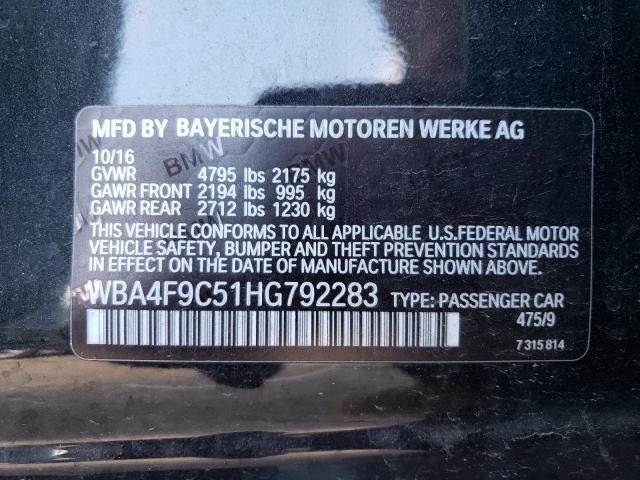 MFD BY BAYERISCHE MOTOREN WERKE AG
10/16
GVWR 4795 lbs 2175 kg
GAWR FRONT 2194 lbs 995 kg
GAWR REAR 2712 lbs 1230 kg
THIS VEHICLE CONFORMS TO ALL APPLICABLE U.S.FEDERAL MOTOR
VEHICLE SAFETY, BUMPER AND THEFT PREVENTION STANDARDS
IN EFFECT ON THE DATE OF MANUFACTURE SHOWN ABOVE.
WBA4F9C51HG792283 TYPE: PASSENGER CAR
475/9
7 315 814
BMW
BMW
BMW